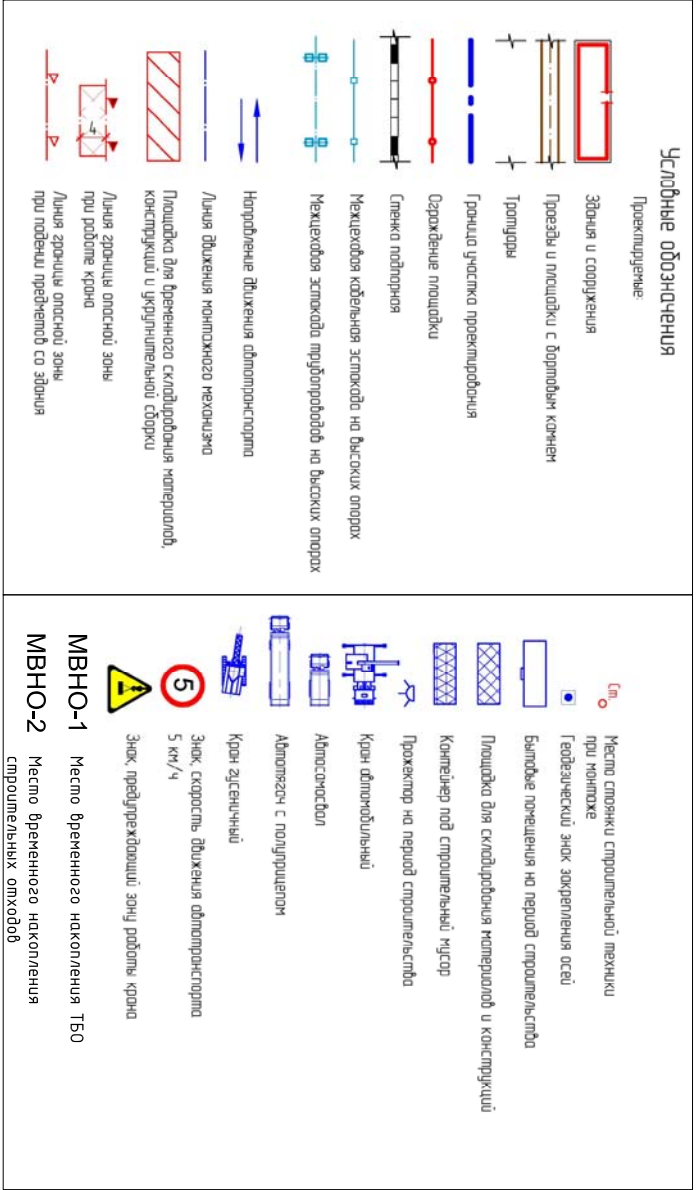 Условные обозначения
Проектируемые:
Здания и сооружения
Проезды и площадки с бортовым камнем
Тротуары
Граница участка проектирования
Ограждение площадки
Стенка подпорная
Межцеховая кабельная эстакада на высоких опорах
Межцеховая эстакада трубопроводов на высоких опорах
Направление движения автотранспорта
Линия движения монтажного механизма
Площадка для временного складирования материалов,
конструкций и укрупнительной сборки
4
Линия границы опасной зоны
при работе крана
Линия границы опасной зоны
при падении предметов со здания
Ст.
Место стоянки строительной техники
при монтаже
Геодезический знак закрепления осей
Бытовые помещения на период строительства
Площадка для складирования материалов и конструкций
Контейнер под строительный мусор
Прожектор на период строительства
Кран автомобильный
Автосамосвал
Автотягач с полуприцепом
Кран гусеничный
5
Знак, скорость движения автотранспорта
5 км/ч
Знак, предупреждающий зону работы крана
МВНО-1 Место временного накопления ТБО
МВНО-2 Место временного накопления
строительных отходов